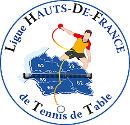 Ligue HAUTS-DE-FRANCE
de Tennis de Table